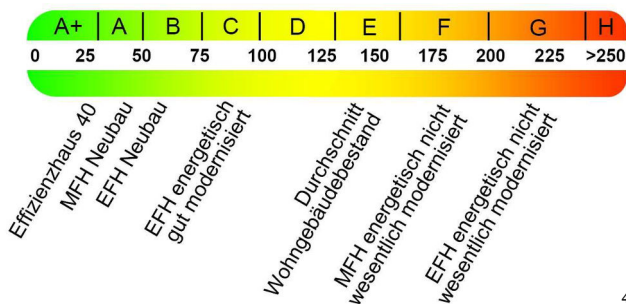 A+ A B C D E F G H
0 25 50 75 100 125 150 175 200 225 >250
Effizienzhaus 40
MFH Neubau
EFH Neubau
EFH energetisch
gut modernisiert
Durchschnitt
Wohngebäudebestand
MFH energetisch nicht
wesentlich modernisiert
EFH energetisch nicht
wesentlich modernisiert